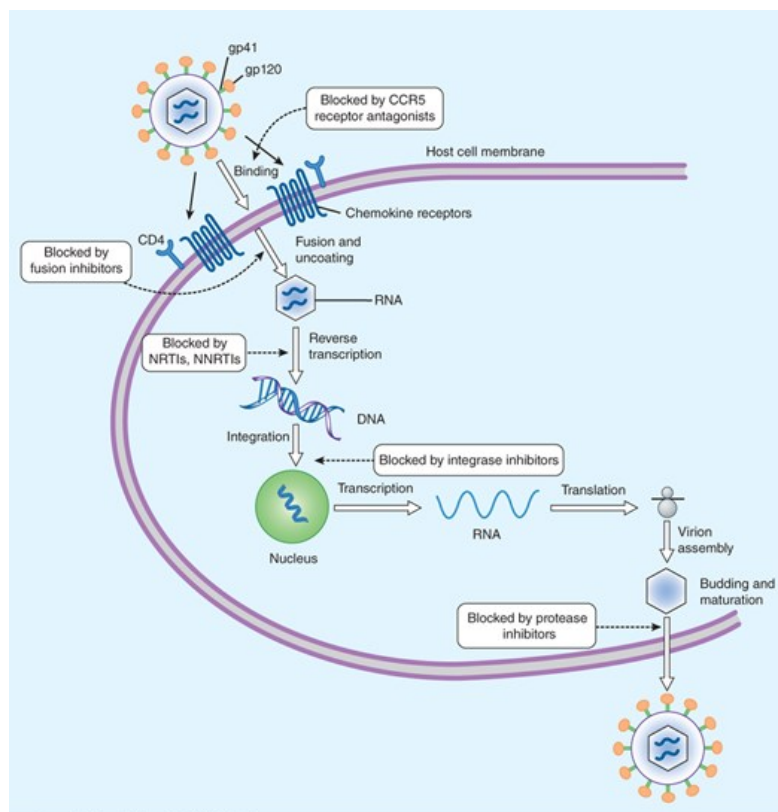 gp41
gp120
Blocked by CCR5
receptor antagonists
Host cell membrane
Binding
Chemokine receptors
CD4
Blocked by
fusion inhibitors
Fusion and
uncoating
RNA
Blocked by
NRTIs, NNRTIs
Reverse
transcription
DNA
Integration
Blocked by integrase inhibitors
Transcription
Translation
RNA
Nucleus
Virion
assembly
Budding and
maturation
Blocked by protease
inhibitors